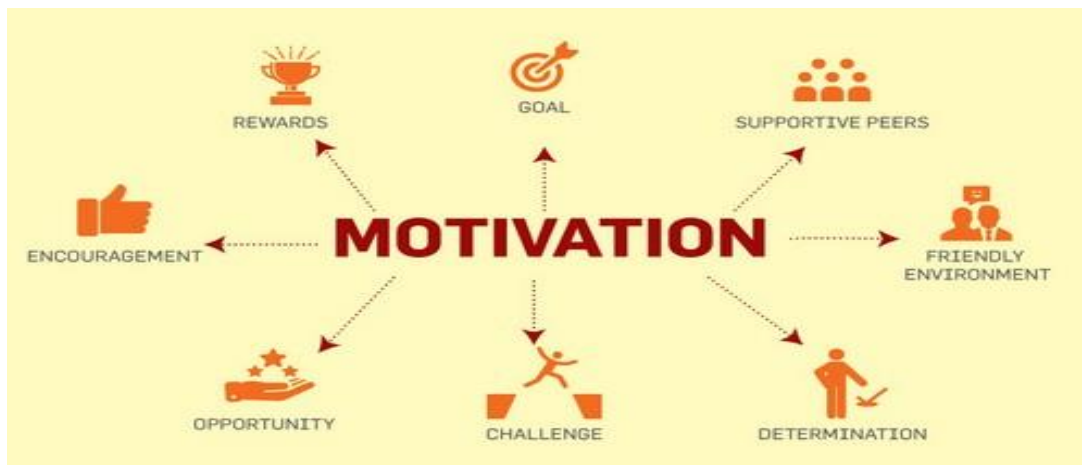 GOAL
REWARDS
SUPPORTIVE PEERS
MOTIVATION
ENCOURAGEMENT
FRIENDLY
ENVIRONMENT
OPPORTUNITY
CHALLENGE
DETERMINATION